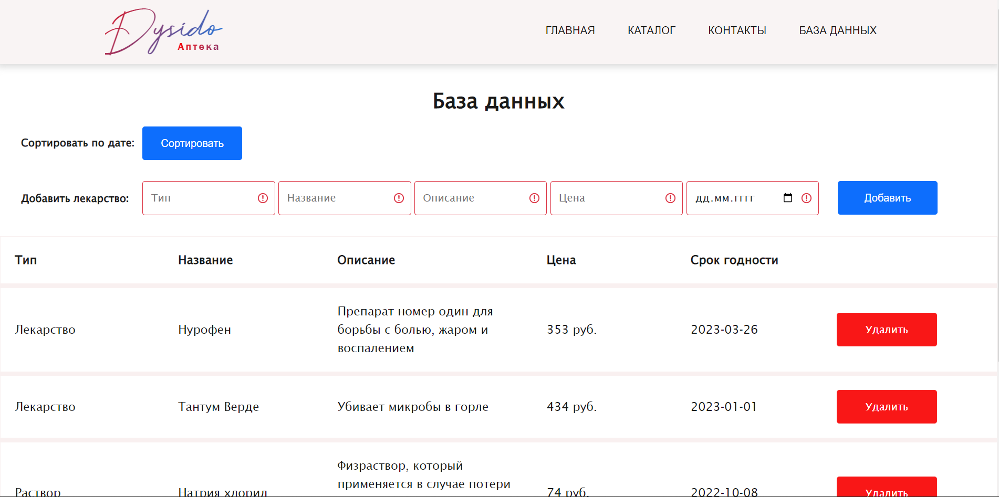 Dysido
Аптека
ГЛАВНАЯ КАТАЛОГ КОНТАКТЫ БАЗА ДАННЫХ
База данных
Сортировать по дате: Сортировать
Добавить лекарство: Тип Название Описание Цена дд.мм.гггг Добавить
Тип Название Описание Цена Срок годности
Препарат номер один для
Лекарство Нурофен борьбы с болью, жаром и 353 руб. 2023-03-26 Удалить
воспалением
Лекарство Тантум Верде Убивает микробы в горле 434 руб. 2023-01-01 Удалить
Физраствор, который
применяется в случае потери
Раствор Натрия хлорид 74 руб. 2022-10-08 Удалить